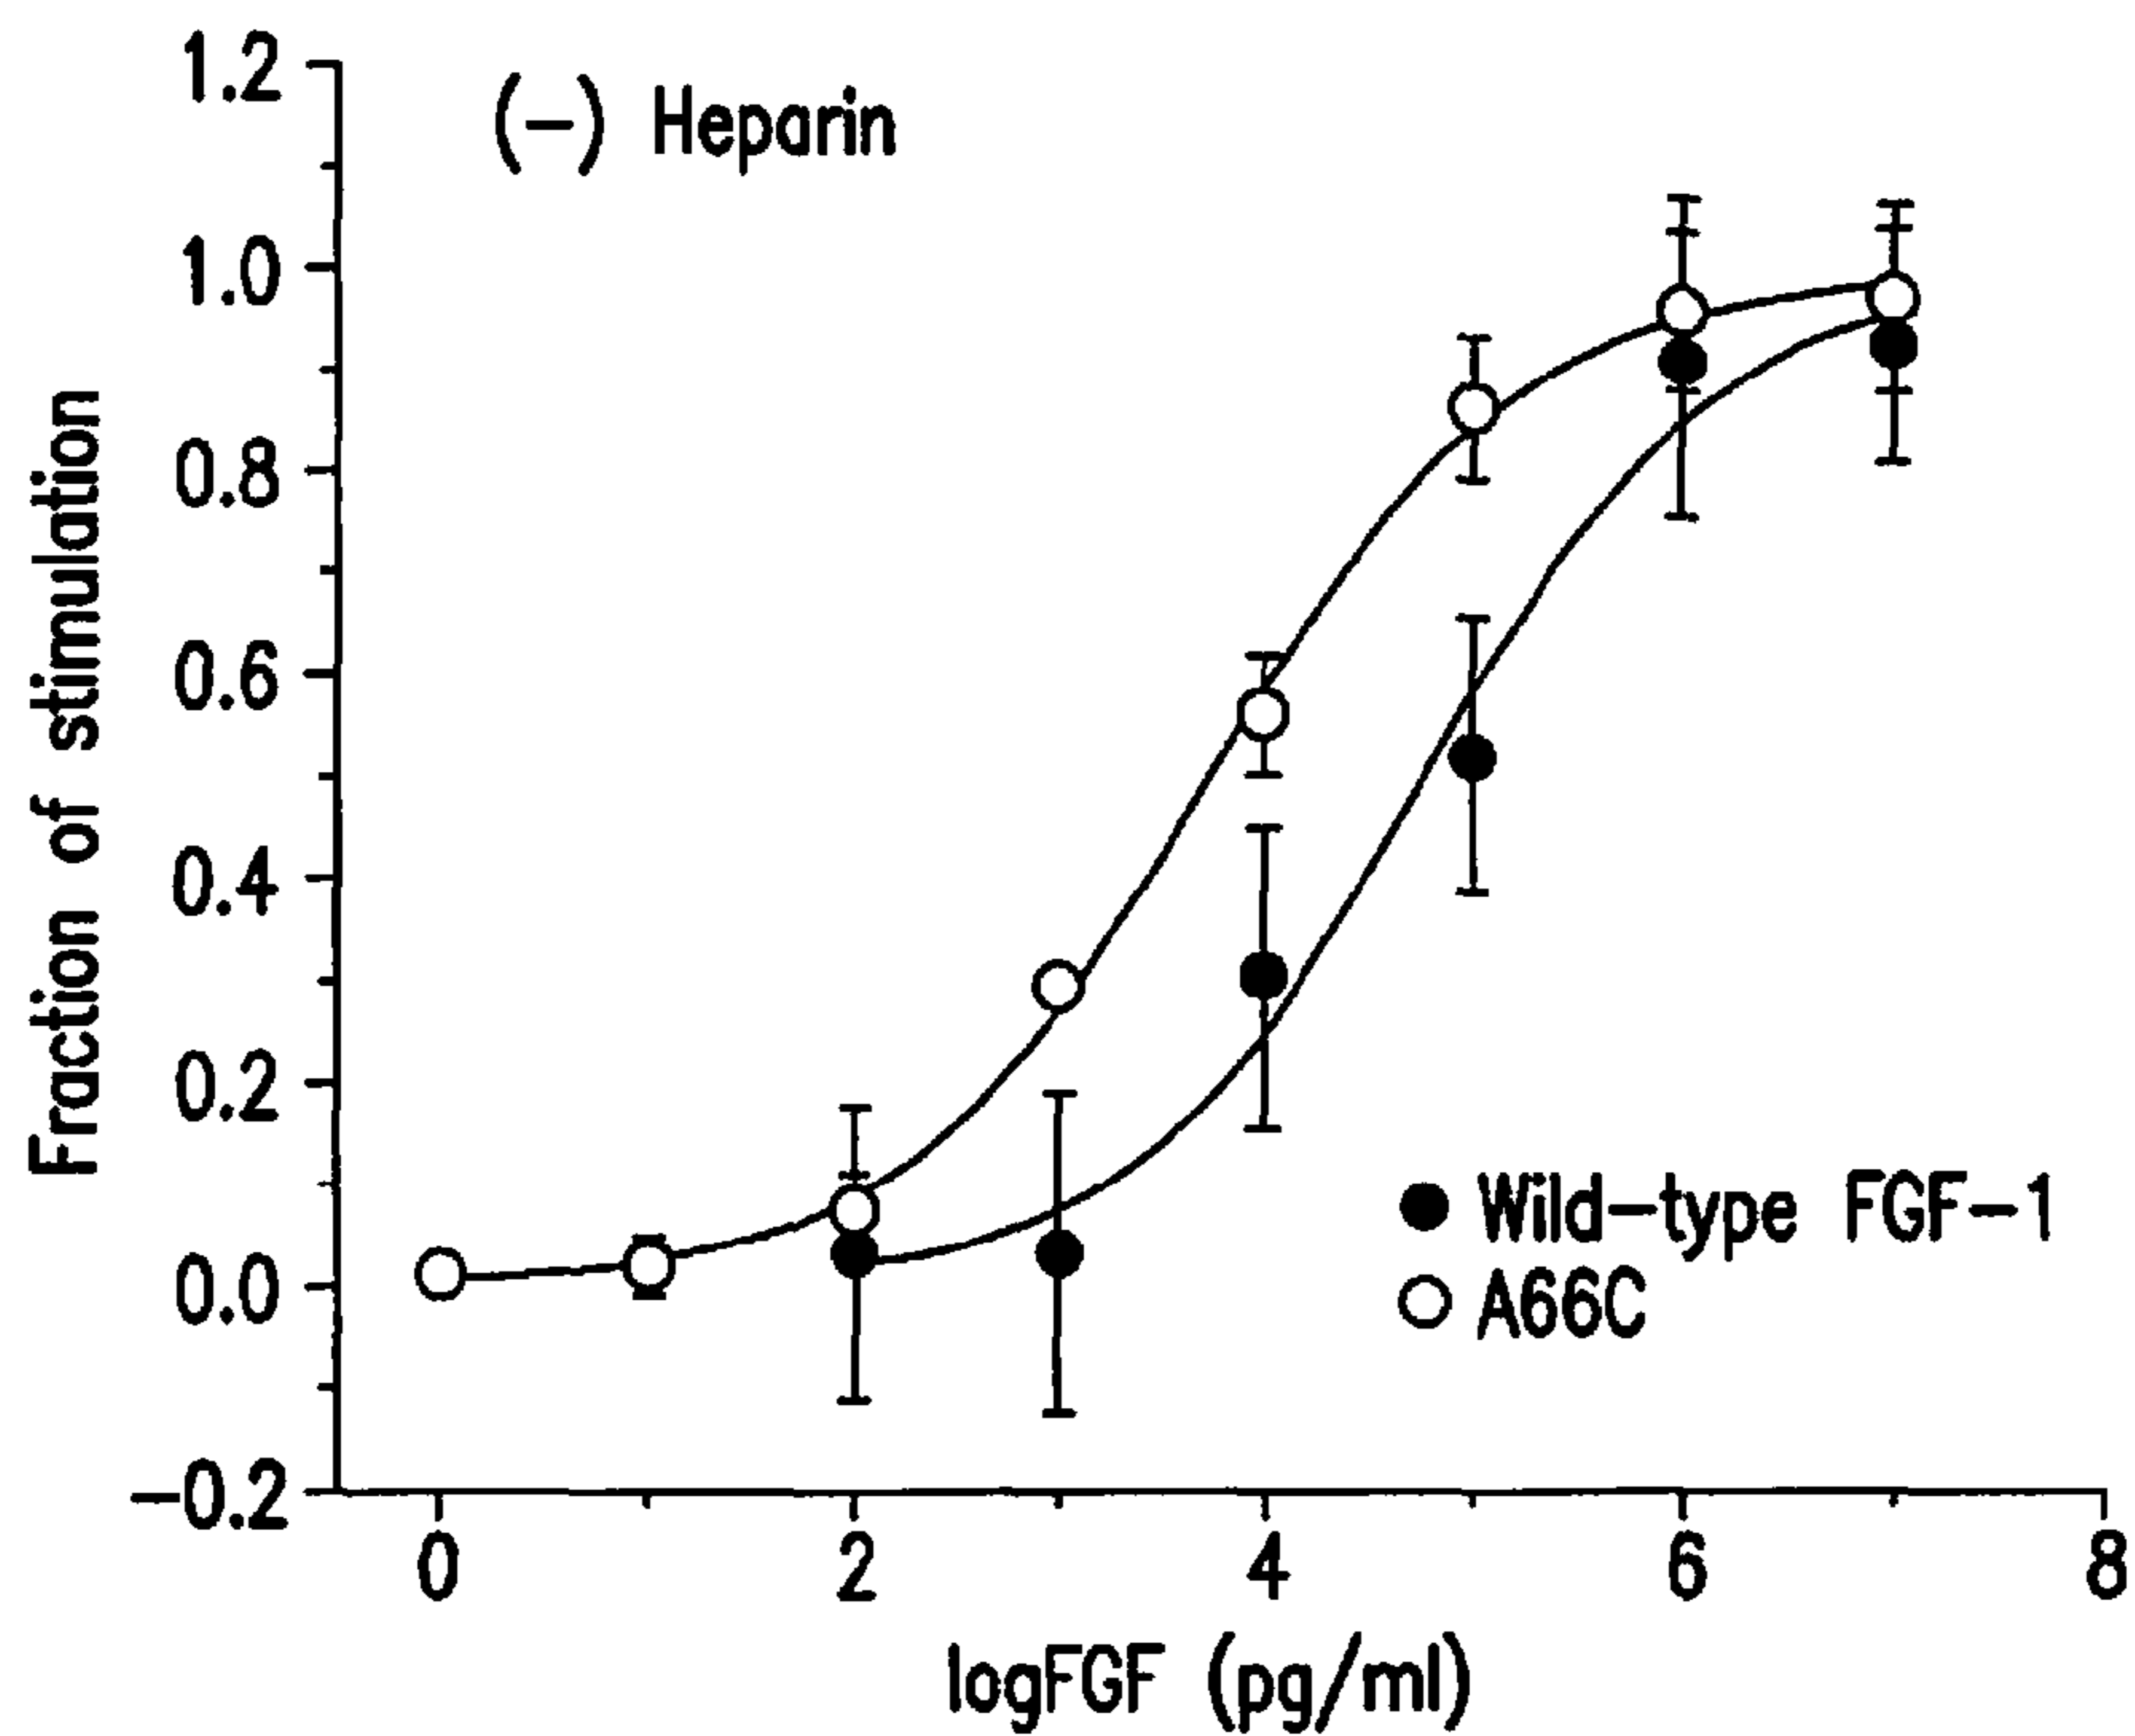 (-) Heparin
1.2
1.0
0.8
0.6
0.4
0.2
0.0
-0.2
Fraction of stimulation
Wild-type FGF-1
A66C
0 2 4 6 8
logFGF (pg/ml)